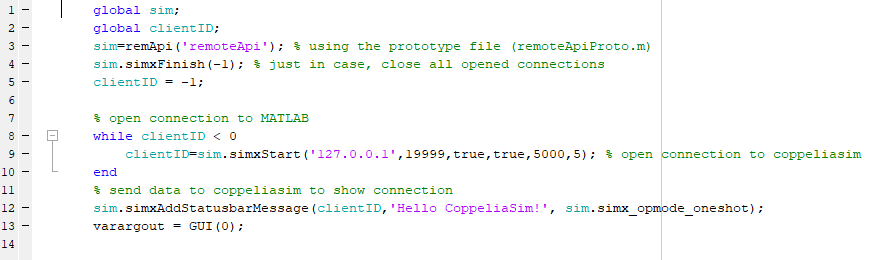 1 global sim;
2 global clientID;
3 sim=remApi('remoteApi'); % using the prototype file (remoteApiProto.m)
4 sim.simxFinish(-1); % just in case, close all opened connections
5 clientID = -1;
6
7 % open connection to MATLAB
8 while clientID < 0
9 clientID=sim.simxStart('127.0.0.1',19999,true,true,5000,5); % open connection to coppeliasim
10 end
11 % send data to coppeliasim to show connection
12 sim.simxAddStatusbarMessage(clientID,'Hello CoppeliaSim!', sim.simx_opmode_oneshot);
13 varargout = GUI(0);
14